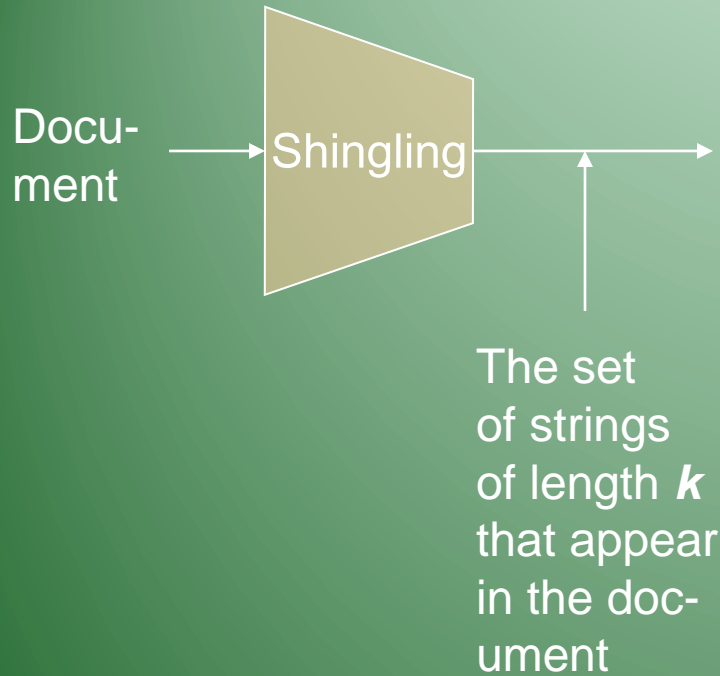 Docu-
ment
Shingling
The set
of strings
of length k
that appear
in the doc-
ument